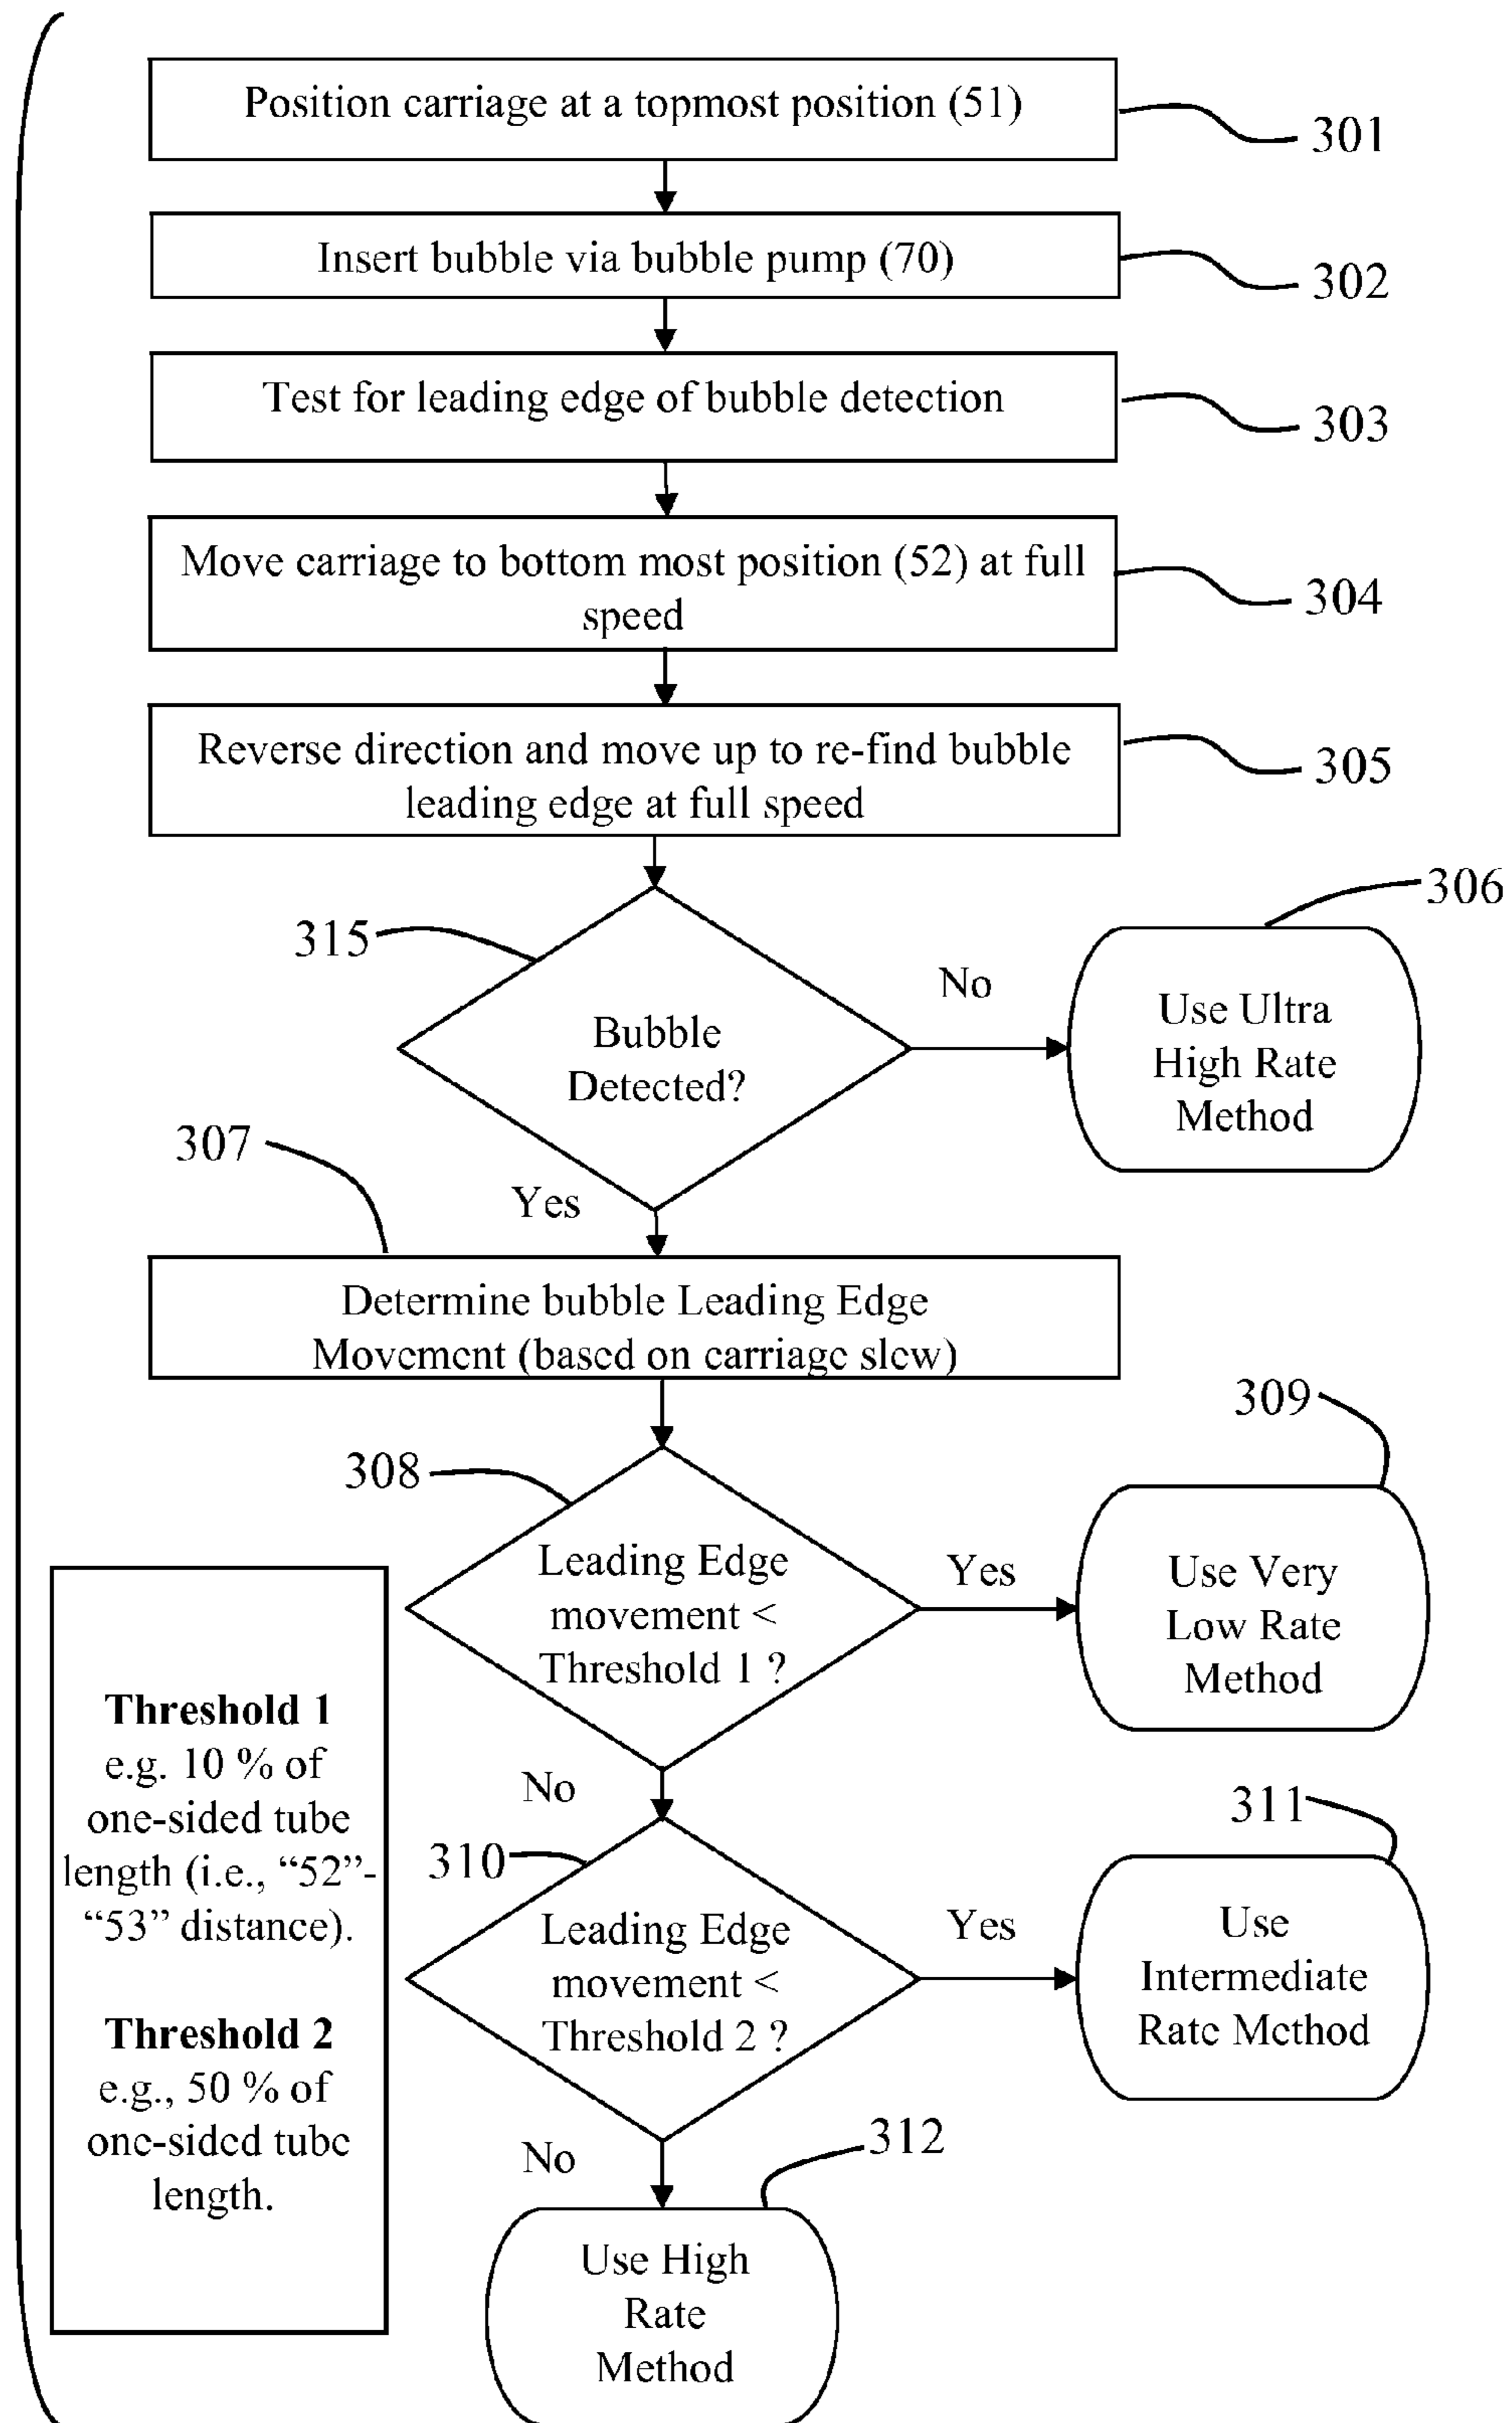 Position carriage at a topmost position (51)
301
Insert bubble via bubble pump (70)
302
Test for leading edge of bubble detection
303
Move carriage to bottom most position (52) at full
speed
304
Reverse direction and move up to re-find bubble
leading edge at full speed
305
306
315
No
Bubble
Detected?
Use Ultra
High Rate
Method
307
Yes
Determine bubble Leading Edge
Movement (based on carriage slew)
309
308
Leading Edge
movement <
Threshold 1 ?
Yes
Use Very
Low Rate
Method
Threshold 1
e.g. 10 % of
one-sided tube
length (i.e., “52”-
“53” distance).
Threshold 2
e.g., 50 % of
one-sided tube
length.
No
311
310
Leading Edge
movement <
Threshold 2 ?
Yes
Use
Intermediate
Rate Method
No
312
Use High
Rate
Method